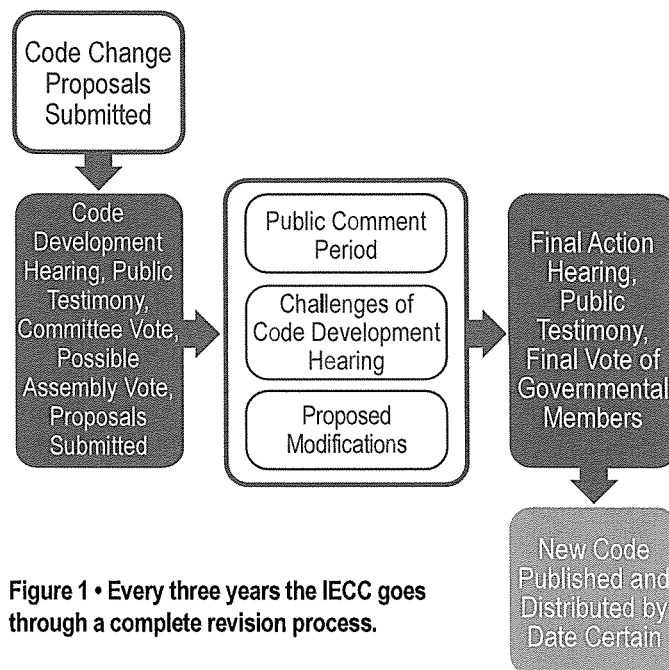 Code Change
Proposals
Submitted
Code
Development
Hearing, Public
Testimony,
Committee Vote,
Possible
Assembly Vote,
Proposals
Submitted
Public Comment
Period
Challenges of
Code Development
Hearing
Proposed
Modifications
Final Action
Hearing,
Public
Testimony,
Final Vote of
Governmental
Members
New Code
Published and
Distributed by
Date Certain
Figure 1 • Every three years the IECC goes
through a complete revision process.